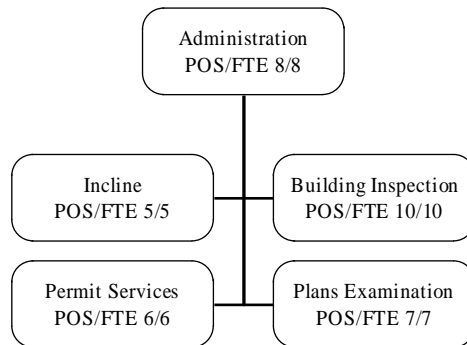 Administration
POS/FTE 8/8
Incline
POS/FTE 5/5
Building Inspection
POS/FTE 10/10
Permit Services
POS/FTE 6/6
Plans Examination
POS/FTE 7/7